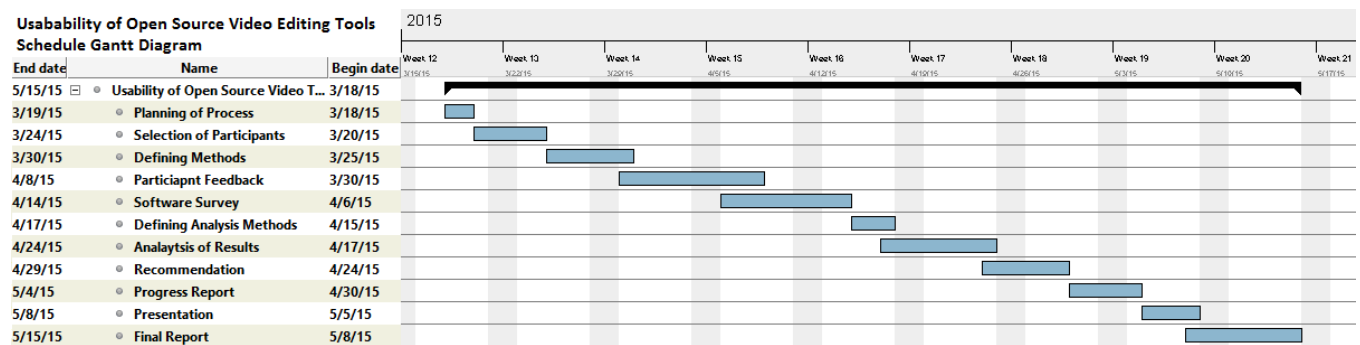 Usabability of Open Source Video Editing Tools
Schedule Gantt Diagram
2015
Week 12 Week 13 Week 14 Week 15 Week 16 Week 17 Week 18 Week 19 Week 20 Week 21
3/15/15 3/22/15 3/29/15 4/5/15 4/12/15 4/19/15 4/26/15 5/3/15 5/10/15 5/17/15
End date Name Begin date
5/15/15 Usability of Open Source Video T... 3/18/15
3/19/15 Planning of Process 3/18/15
3/24/15 Selection of Participants 3/20/15
3/30/15 Defining Methods 3/25/15
4/8/15 Particiapnt Feedback 3/30/15
4/14/15 Software Survey 4/6/15
4/17/15 Defining Analysis Methods 4/15/15
4/24/15 Analaytsis of Results 4/17/15
4/29/15 Recommendation 4/24/15
5/4/15 Progress Report 4/30/15
5/8/15 Presentation 5/5/15
5/15/15 Final Report 5/8/15